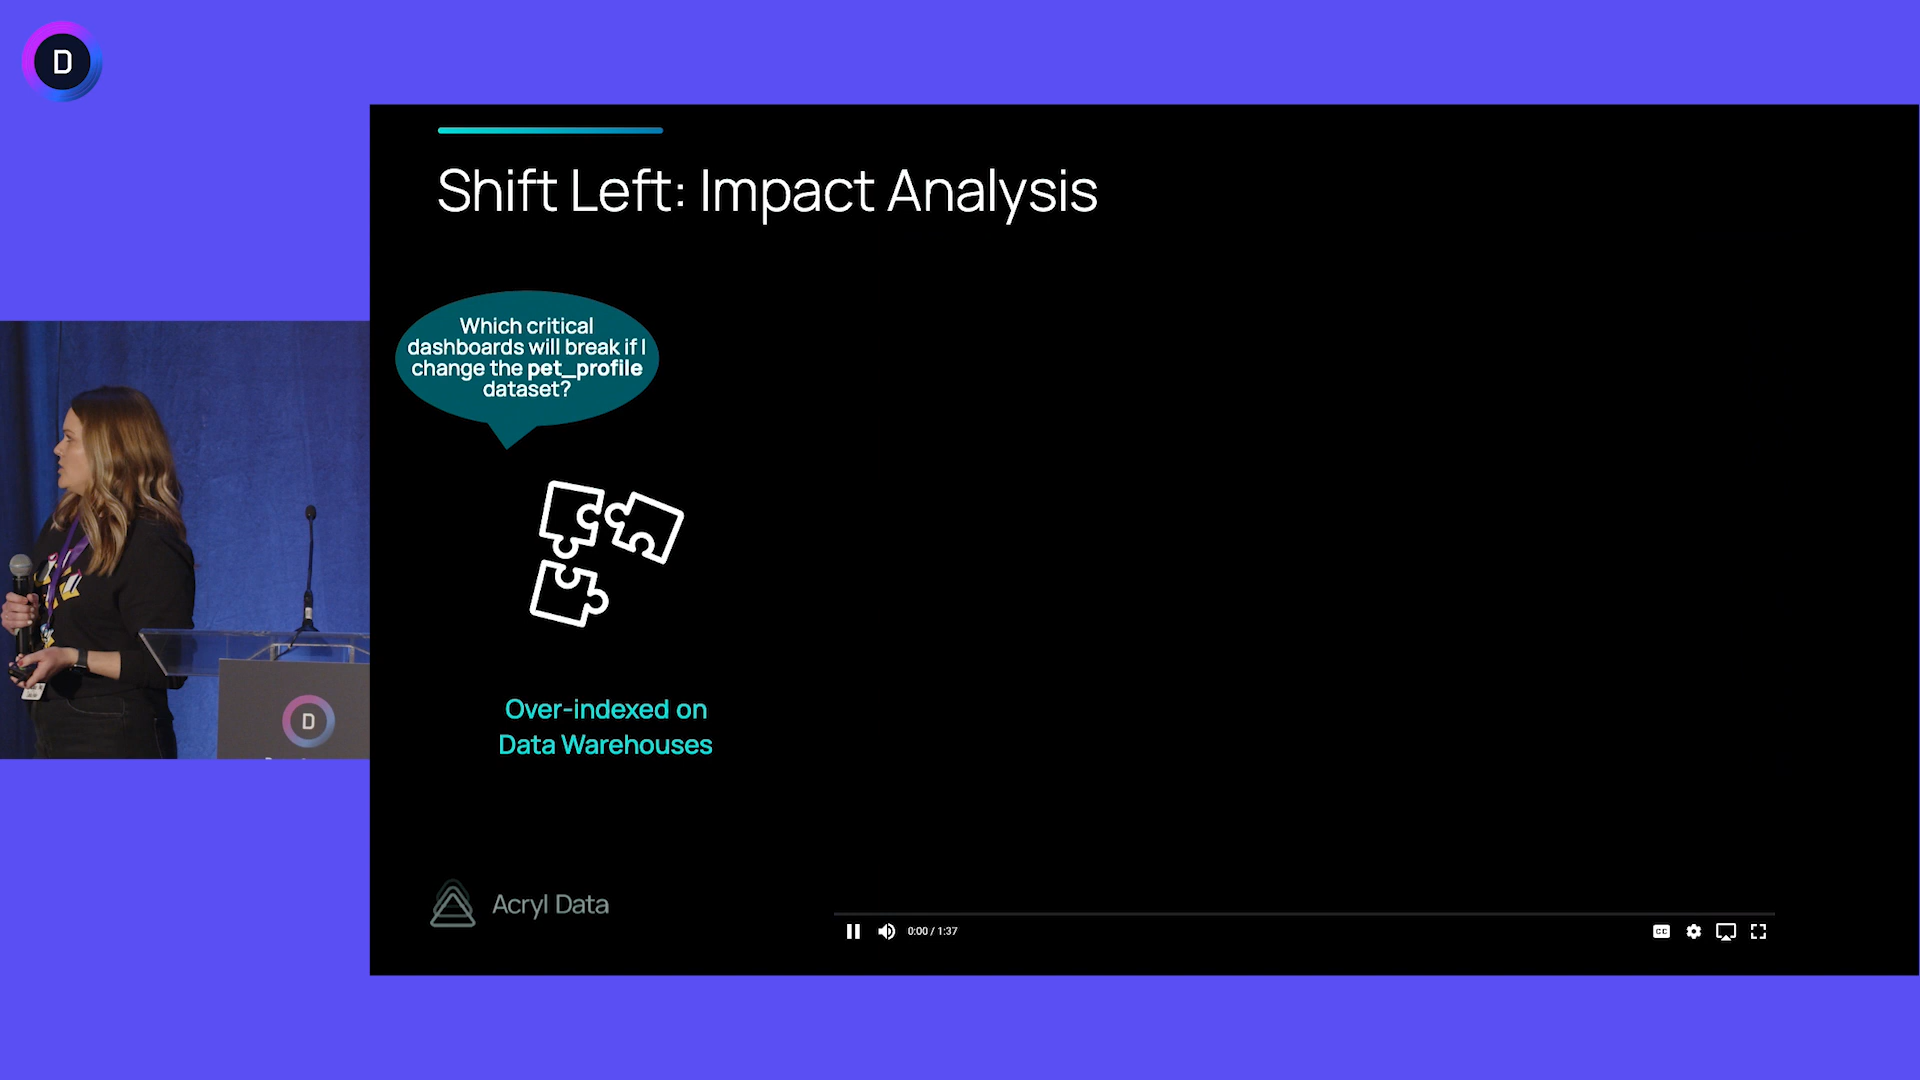 D
Shift Left: Impact Analysis
Which critical
dashboards will break if I
change the pet_profile
dataset?
Over-indexed on
Data Warehouses
Acryl Data
0:00 / 1:37
CC
D